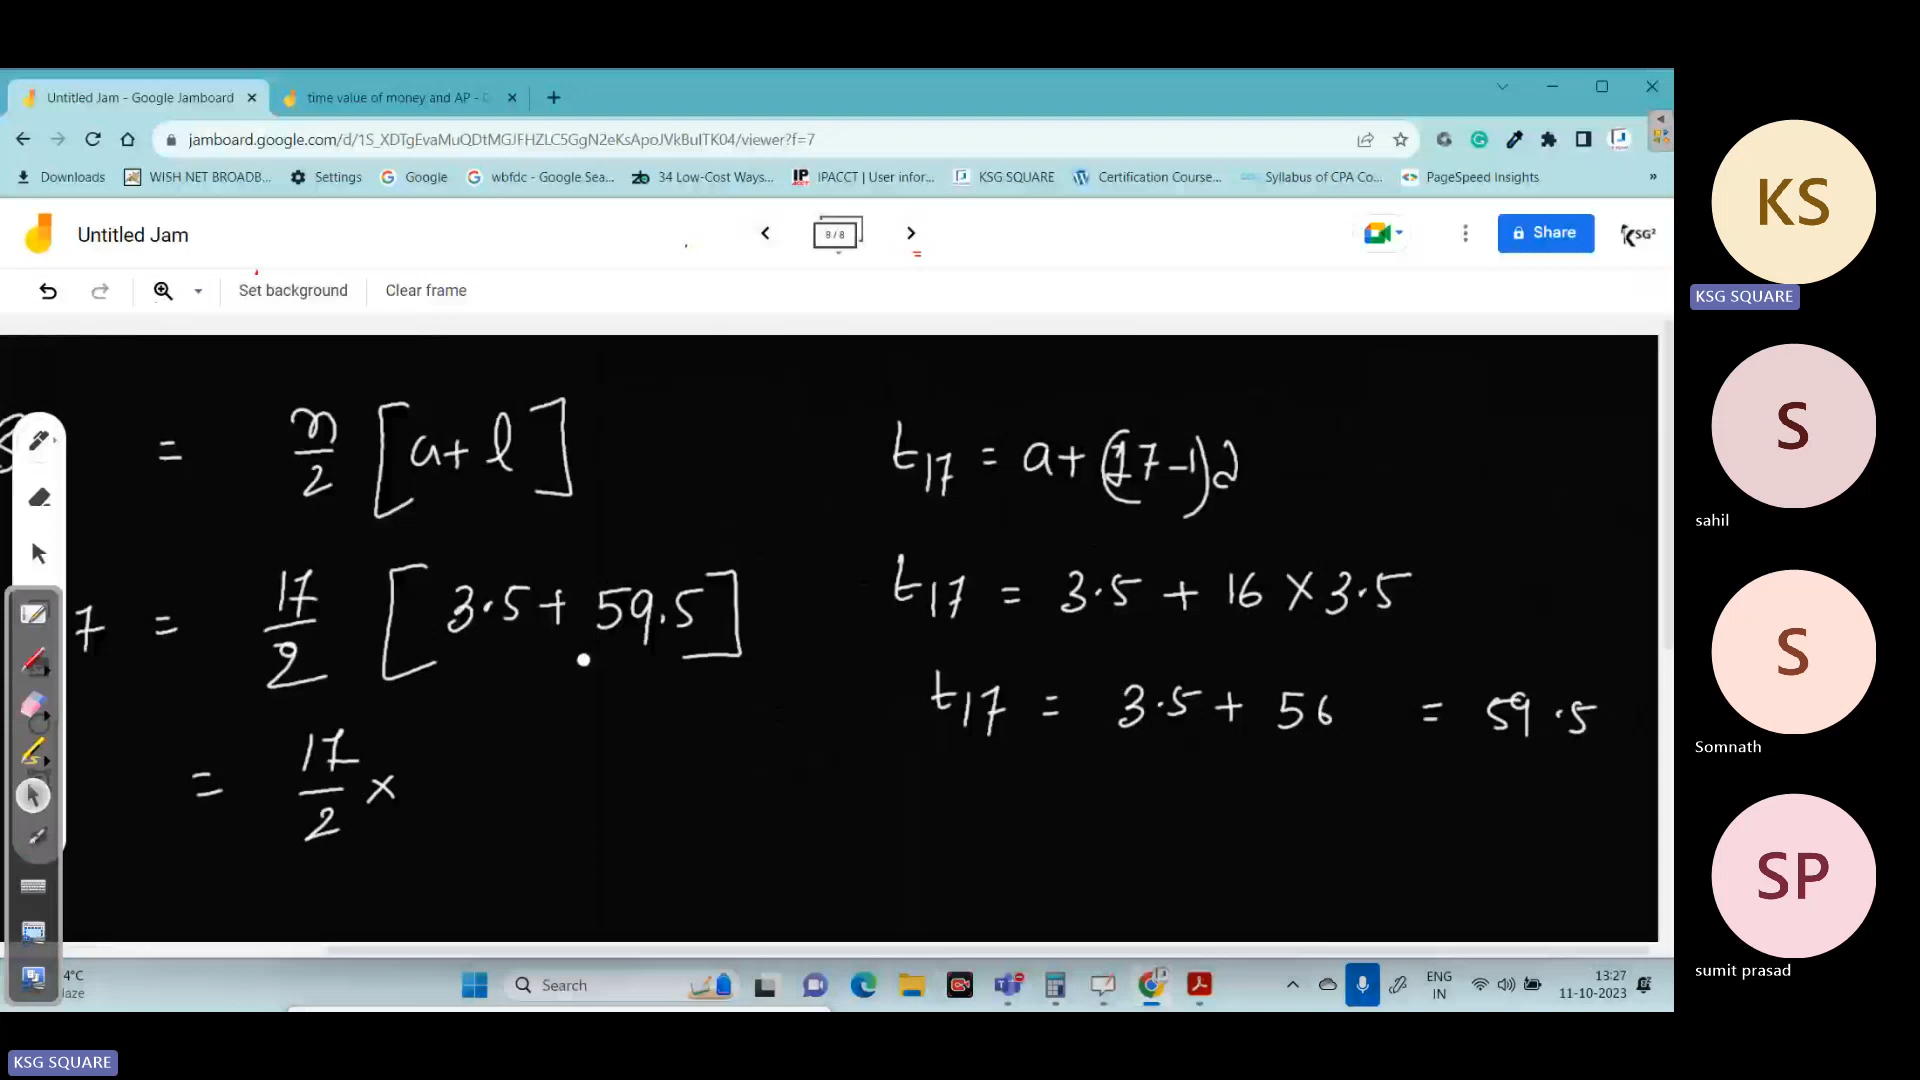 Untitled Jam - Google Jamboard
time value of money and AP -
jamboard.google.com/d/1S_XDTgEvaMuQDtMGJFHZLC5GgN2eKsApoJVkBuITK04/viewer?f=7
Downloads WISH NET BROADB... Settings Google wbfdc - Google Sea... 34 Low-Cost Ways... IPACCT | User infor... KSG SQUARE Certification Course... Syllabus of CPA Co... PageSpeed Insights »
Untitled Jam
8 / 8
Share
KSG²
Set background
Clear frame
= n/2 [a+l]
7 = 17/2 [3.5+ 59.5]
= 17/2 ×
t17 = a+(17-1)d
t17 = 3.5 + 16 × 3.5
t17 = 3.5 + 56 = 59.5
KS
KSG SQUARE
S
sahil
S
Somnath
SP
sumit prasad
4°C
Search
ENG
IN
13:27
11-10-2023
KSG SQUARE